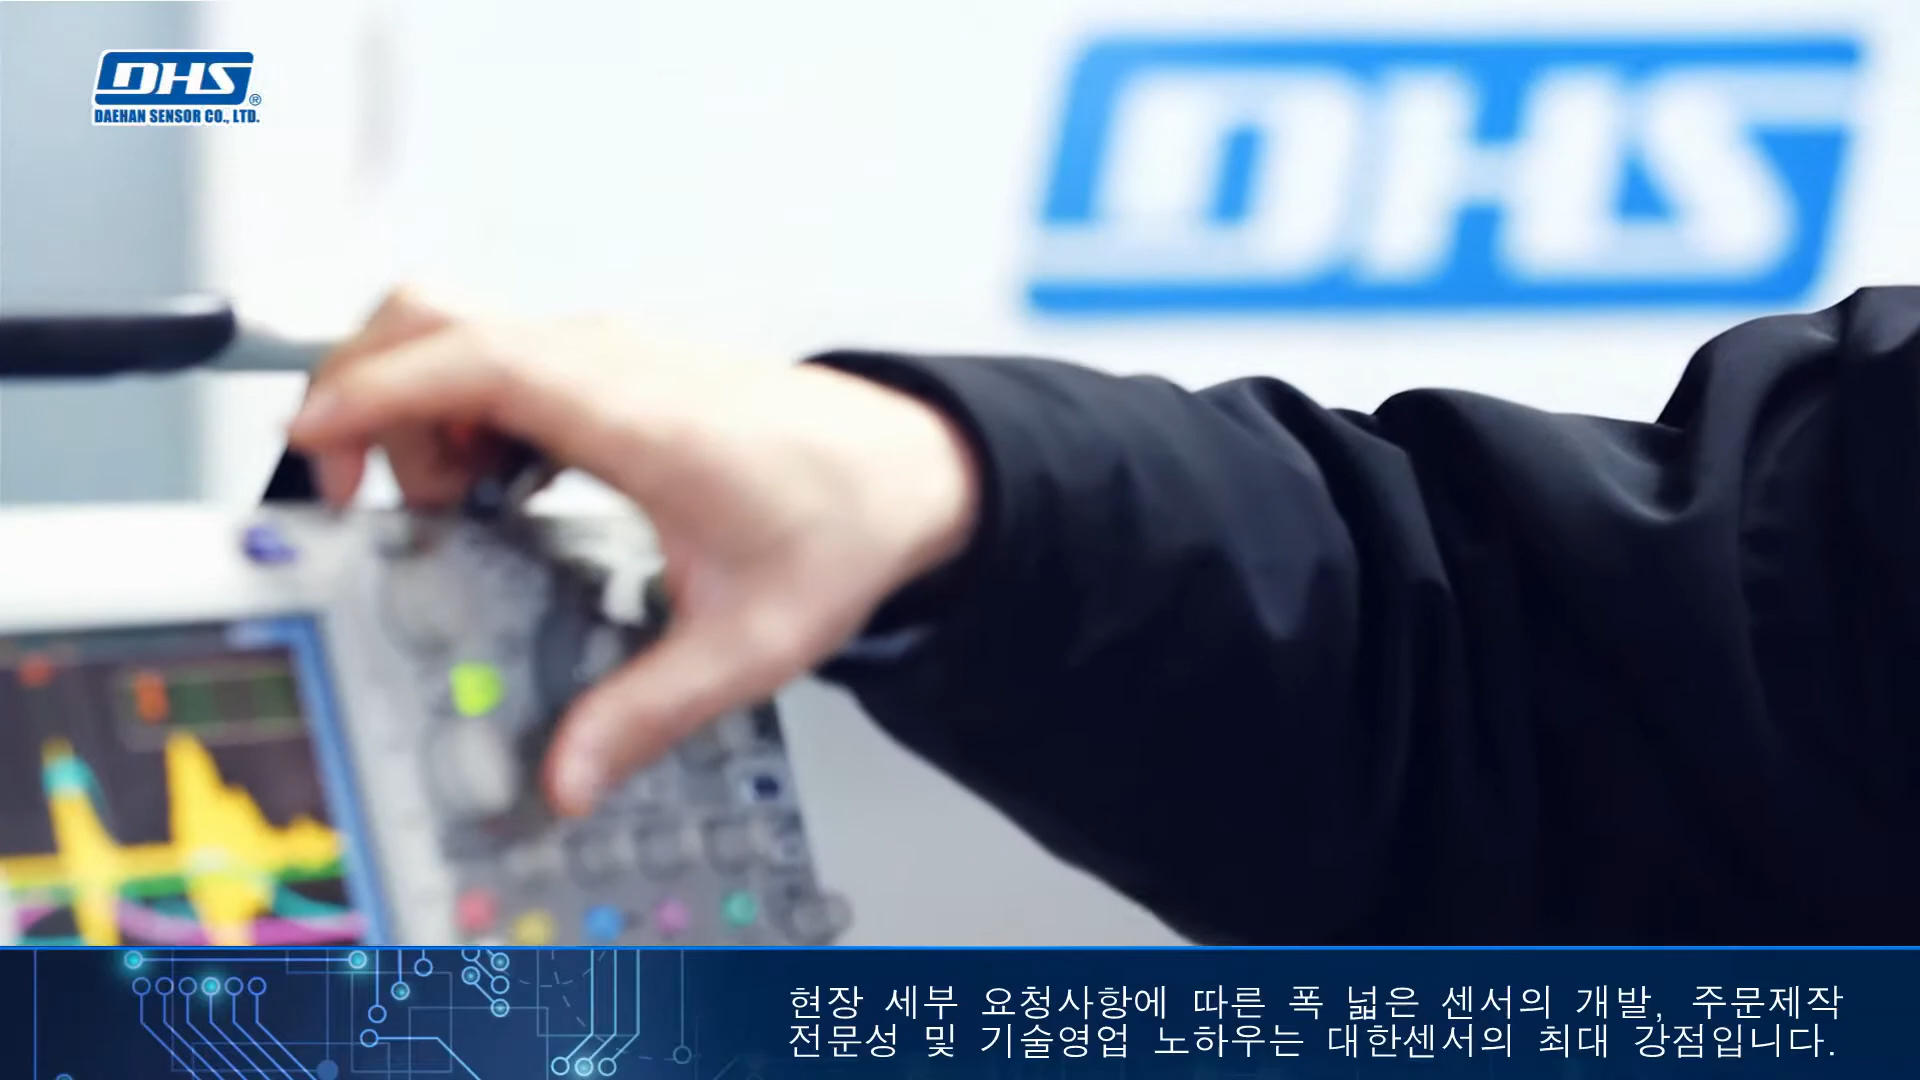 DHS
DAEHAN SENSOR CO., LTD.
DHS
현장 세부 요청사항에 따른 폭 넓은 센서의 개발, 주문제작
전문성 및 기술영업 노하우는 대한센서의 최대 강점입니다.